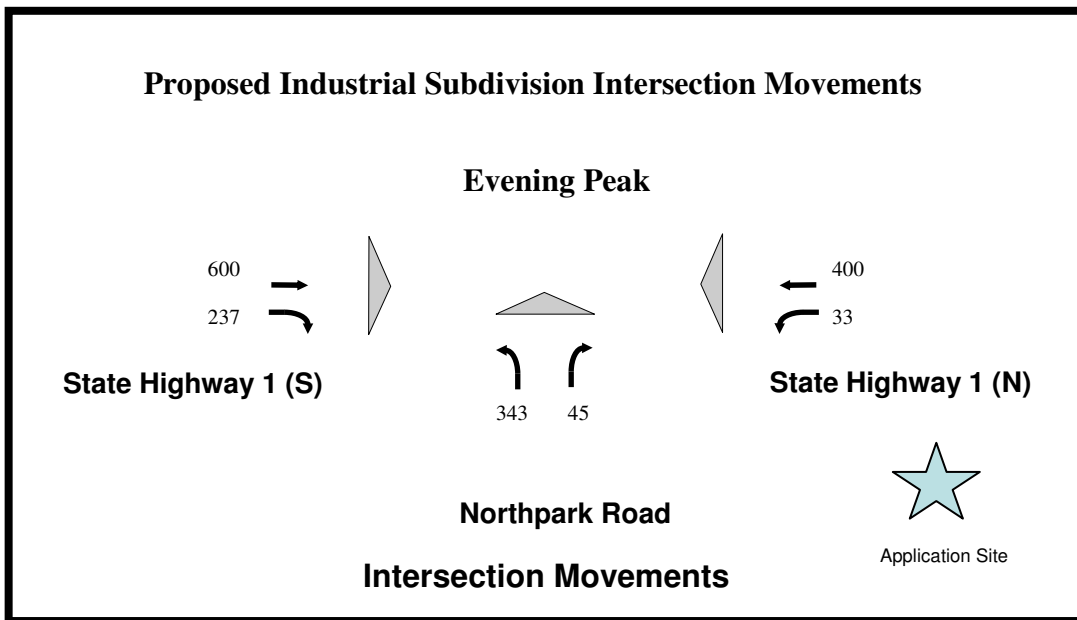 Proposed Industrial Subdivision Intersection Movements
Evening Peak
600
237
400
33
State Highway 1 (S)
State Highway 1 (N)
343 45
Northpark Road
Application Site
Intersection Movements